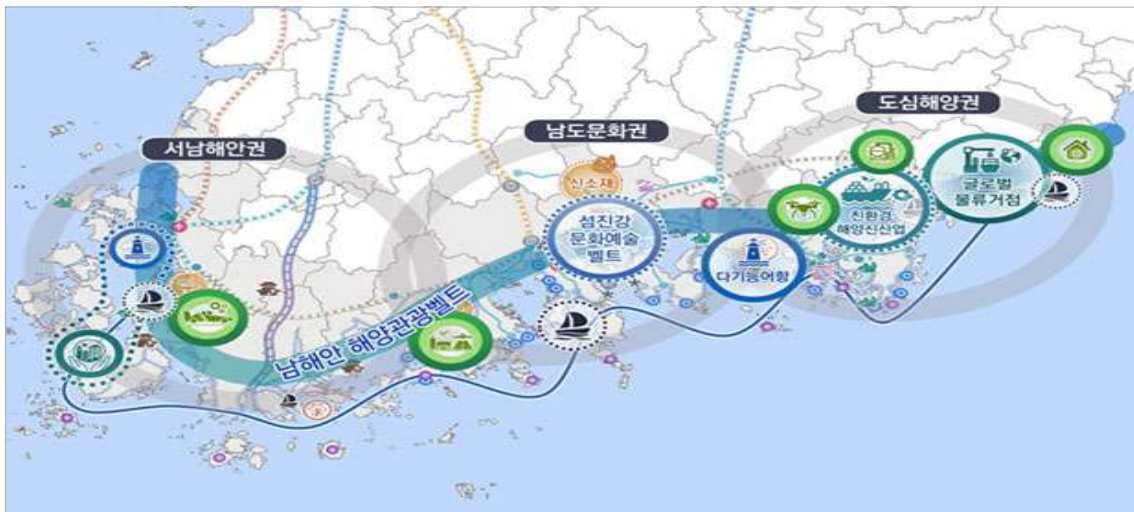 도심해양권
남도문화권
서남해안권
신소재
글로벌
물류거점
섬진강
문화예술
벨트
친환경
해양신산업
다기능어항
남해안 해양관광벨트